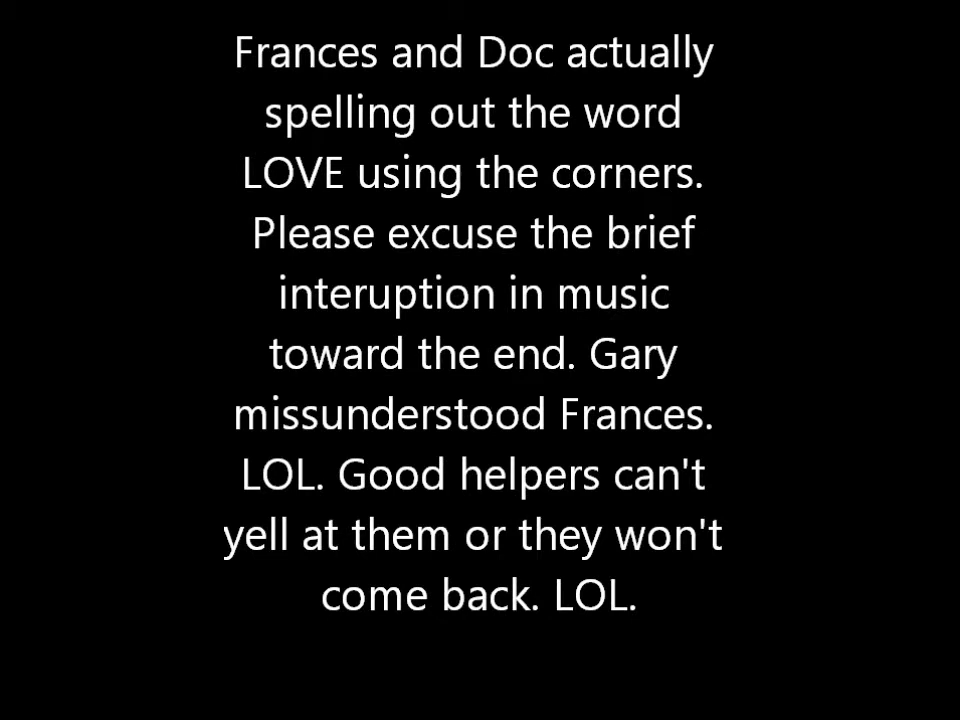 Frances and Doc actually
spelling out the word
LOVE using the corners.
Please excuse the brief
interuption in music
toward the end. Gary
missunderstood Frances.
LOL. Good helpers can't
yell at them or they won't
come back. LOL.